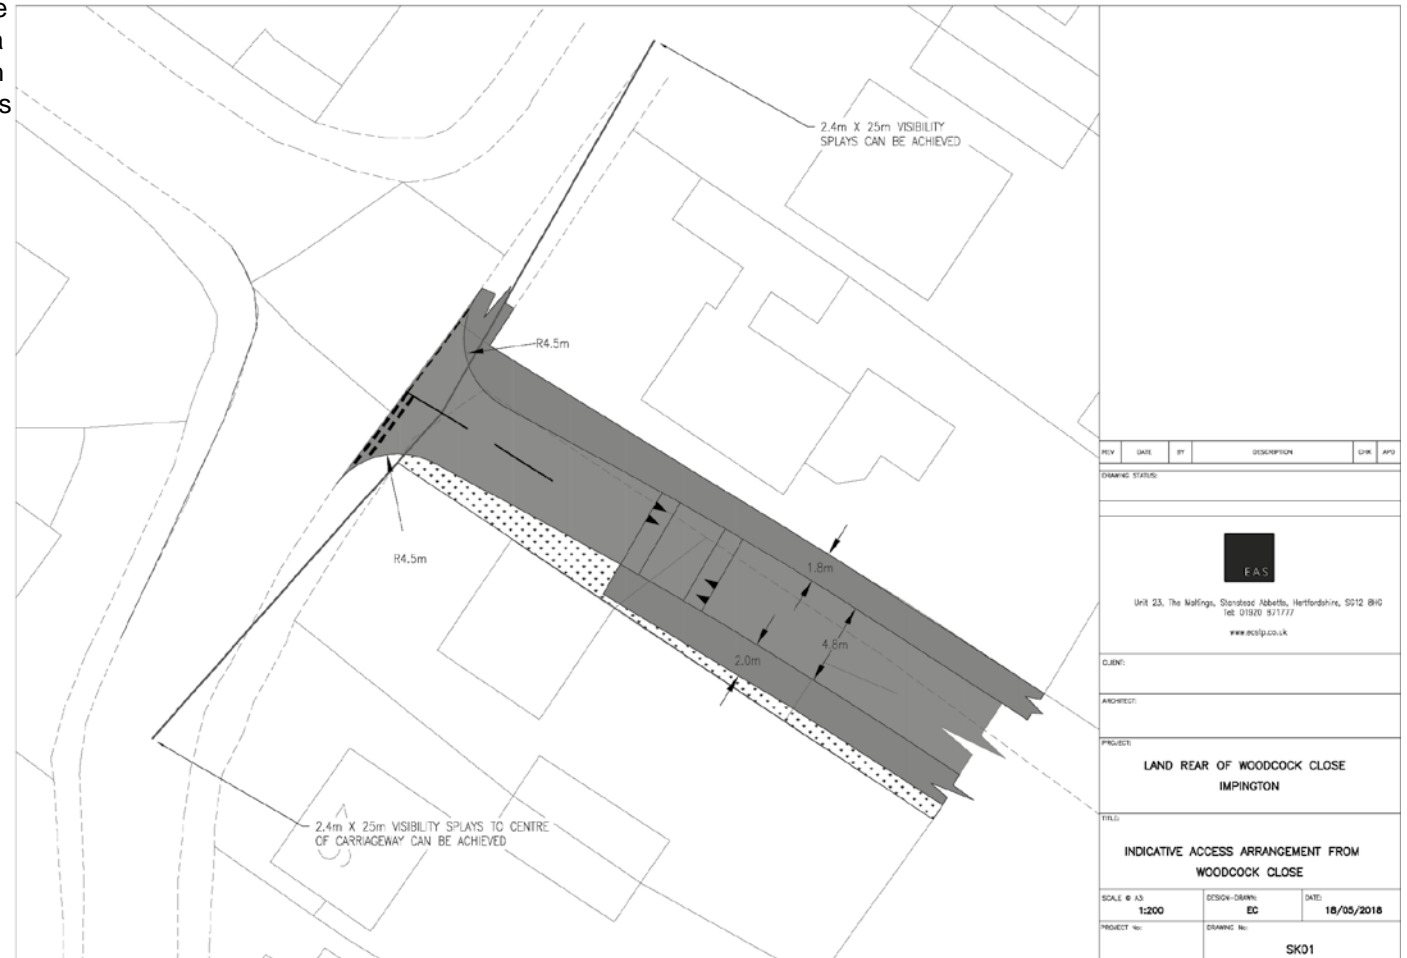 e
a
n
s
2.4m X 25m VISIBILITY
SPLAYS CAN BE ACHIEVED
R4.5m
R4.5m
1.8m
4.8m
2.0m
2.4m X 25m VISIBILITY SPLAYS TO CENTRE
OF CARRIAGEWAY CAN BE ACHIEVED
REV DATE BY DESCRIPTION CHK APD
DRAWING STATUS:
EAS
Unit 23, The Maltings, Stanstead Abbotts, Hertfordshire, SG12 8HG
Tel: 01920 871777
www.eastp.co.uk
CLIENT:
ARCHITECT:
PROJECT:
LAND REAR OF WOODCOCK CLOSE
IMPINGTON
TITLE:
INDICATIVE ACCESS ARRANGEMENT FROM
WOODCOCK CLOSE
SCALE @ A3: DESIGN-DRAWN: DATE:
1:200 EC 18/05/2018
PROJECT No: DRAWING No:
SK01